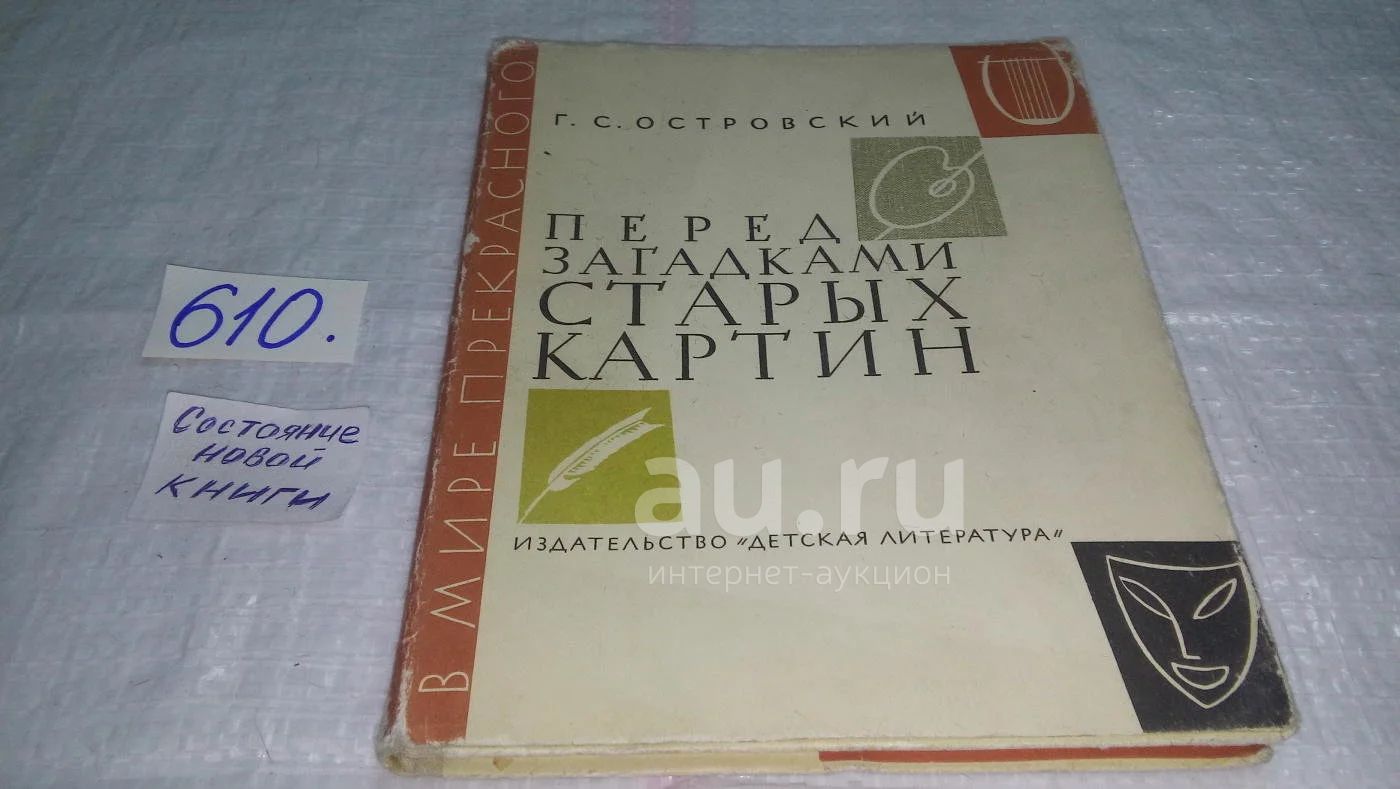 В МИРЕ ПРЕКРАСНОГО
Г. С. ОСТРОВСКИЙ
ПЕРЕД
ЗАГАДКАМИ
СТАРЫХ
КАРТИН
ИЗДАТЕЛЬСТВО "ДЕТСКАЯ ЛИТЕРАТУРА"
610.
Состояние
новой
книги
au.ru
интернет-аукцион